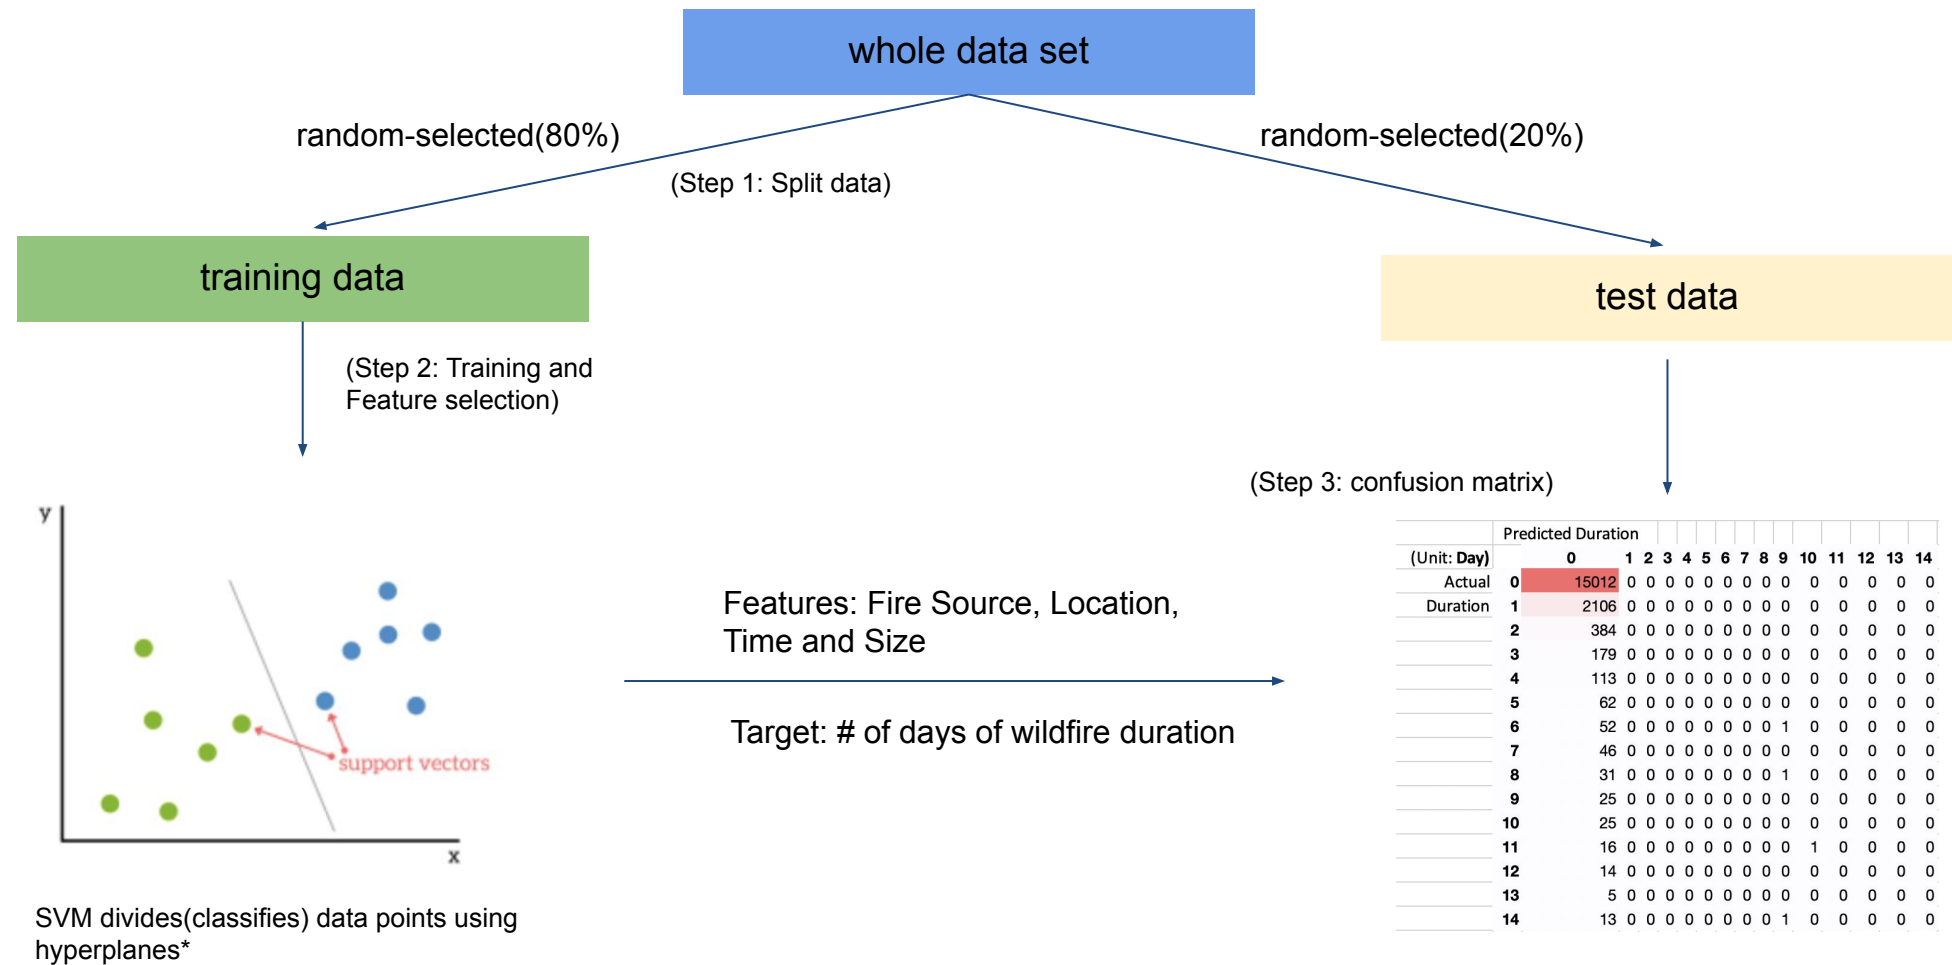 whole data set
random-selected(80%)
random-selected(20%)
(Step 1: Split data)
training data
test data
(Step 2: Training and
Feature selection)
(Step 3: confusion matrix)
y
support vectors
x
SVM divides(classifies) data points using
hyperplanes*
Features: Fire Source, Location,
Time and Size
Target: # of days of wildfire duration
Predicted Duration
(Unit: Day) 0 1 2 3 4 5 6 7 8 9 10 11 12 13 14
Actual 0 15012 0 0 0 0 0 0 0 0 0 0 0 0 0 0
Duration 1 2106 0 0 0 0 0 0 0 0 0 0 0 0 0 0
2 384 0 0 0 0 0 0 0 0 0 0 0 0 0 0
3 179 0 0 0 0 0 0 0 0 0 0 0 0 0 0
4 113 0 0 0 0 0 0 0 0 0 0 0 0 0 0
5 62 0 0 0 0 0 0 0 0 0 0 0 0 0 0
6 52 0 0 0 0 0 0 0 0 1 0 0 0 0 0
7 46 0 0 0 0 0 0 0 0 0 0 0 0 0 0
8 31 0 0 0 0 0 0 0 0 1 0 0 0 0 0
9 25 0 0 0 0 0 0 0 0 0 0 0 0 0 0
10 25 0 0 0 0 0 0 0 0 0 0 0 0 0 0
11 16 0 0 0 0 0 0 0 0 0 1 0 0 0 0
12 14 0 0 0 0 0 0 0 0 0 0 0 0 0 0
13 5 0 0 0 0 0 0 0 0 0 0 0 0 0 0
14 13 0 0 0 0 0 0 0 0 1 0 0 0 0 0